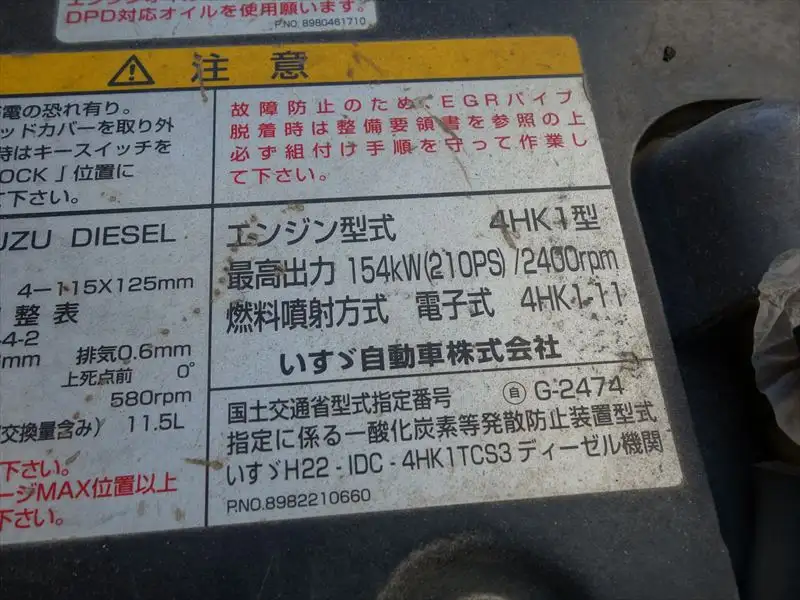 DPD対応オイルを使用願います。
P.NO. 8980461710
注意
電の恐れ有り。
ッドカバーを取り外
時はキースイッチを
OCK」位置に
て下さい。
故障防止のため、EGRパイプ
脱着時は整備要領書を参照の上
必ず組付け手順を守って作業し
て下さい。
UZU DIESEL
4-115X125mm
整表
4-2
mm 排気0.6mm
上死点前 0°
580rpm
交換量含み) 11.5L
下さい。
ージMAX位置以上
下さい。
エンジン型式 4HK1型
最高出力 154kW(210PS)/2400rpm
燃料噴射方式 電子式 4HK1-11
いすゞ自動車株式会社
国土交通省型式指定番号 自 G-2474
指定に係る一酸化炭素等発散防止装置型式
いすゞH22-IDC-4HK1TCS3 ディーゼル機関
P.NO.8982210660